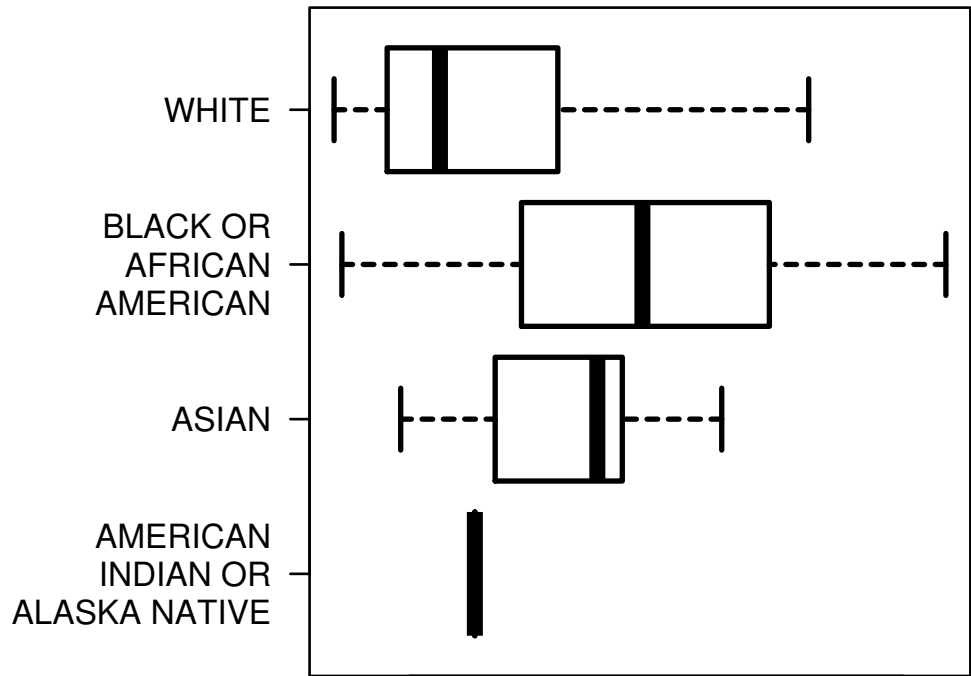 WHITE
BLACK OR
AFRICAN
AMERICAN
ASIAN
AMERICAN
INDIAN OR
ALASKA NATIVE